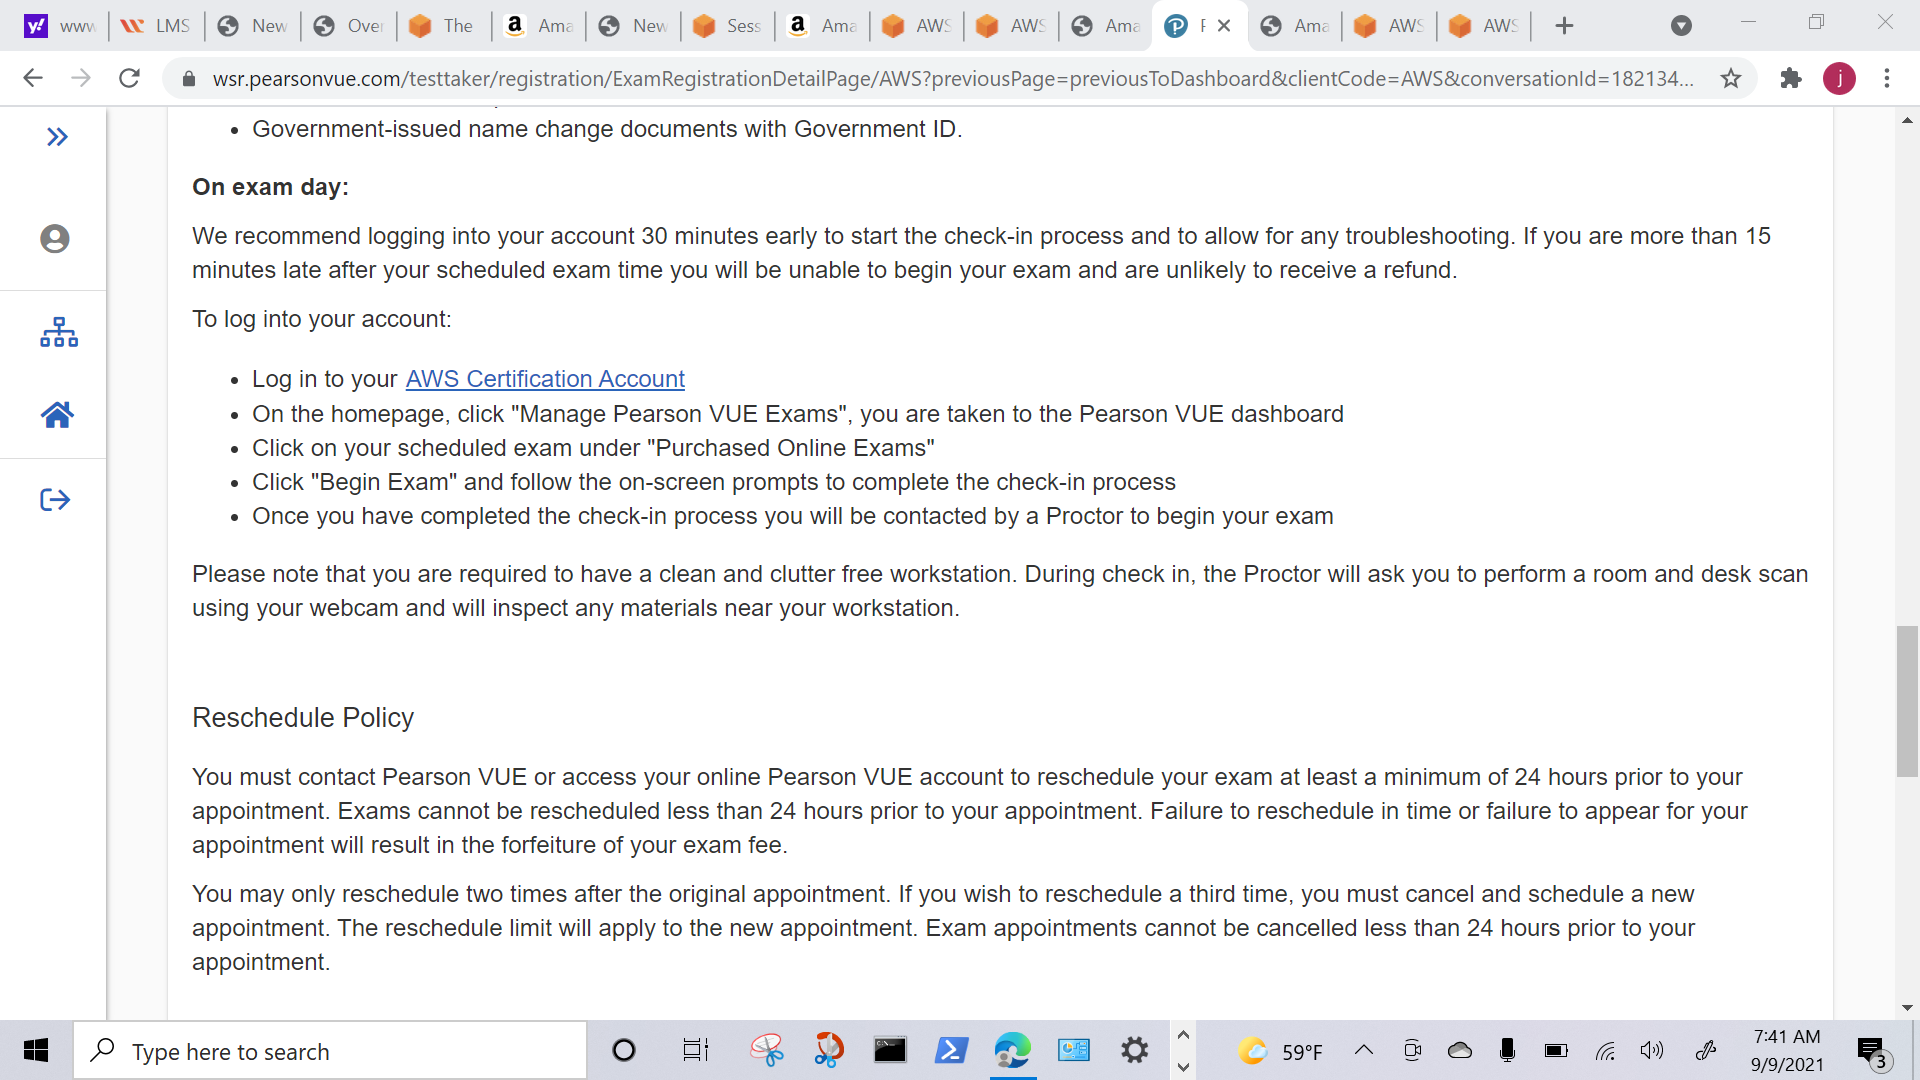 www
LMS
New
Over
The
Ama
New
Sess
Ama
AWS
AWS
Ama
Ama
AWS
AWS
wsr.pearsonvue.com/testtaker/registration/ExamRegistrationDetailPage/AWS?previousPage=previousToDashboard&clientCode=AWS&conversationId=182134...
j
• Government-issued name change documents with Government ID.
On exam day:
We recommend logging into your account 30 minutes early to start the check-in process and to allow for any troubleshooting. If you are more than 15
minutes late after your scheduled exam time you will be unable to begin your exam and are unlikely to receive a refund.
To log into your account:
• Log in to your AWS Certification Account
• On the homepage, click "Manage Pearson VUE Exams", you are taken to the Pearson VUE dashboard
• Click on your scheduled exam under "Purchased Online Exams"
• Click "Begin Exam" and follow the on-screen prompts to complete the check-in process
• Once you have completed the check-in process you will be contacted by a Proctor to begin your exam
Please note that you are required to have a clean and clutter free workstation. During check in, the Proctor will ask you to perform a room and desk scan
using your webcam and will inspect any materials near your workstation.
Reschedule Policy
You must contact Pearson VUE or access your online Pearson VUE account to reschedule your exam at least a minimum of 24 hours prior to your
appointment. Exams cannot be rescheduled less than 24 hours prior to your appointment. Failure to reschedule in time or failure to appear for your
appointment will result in the forfeiture of your exam fee.
You may only reschedule two times after the original appointment. If you wish to reschedule a third time, you must cancel and schedule a new
appointment. The reschedule limit will apply to the new appointment. Exam appointments cannot be cancelled less than 24 hours prior to your
appointment.
Type here to search
59°F
7:41 AM
9/9/2021
3